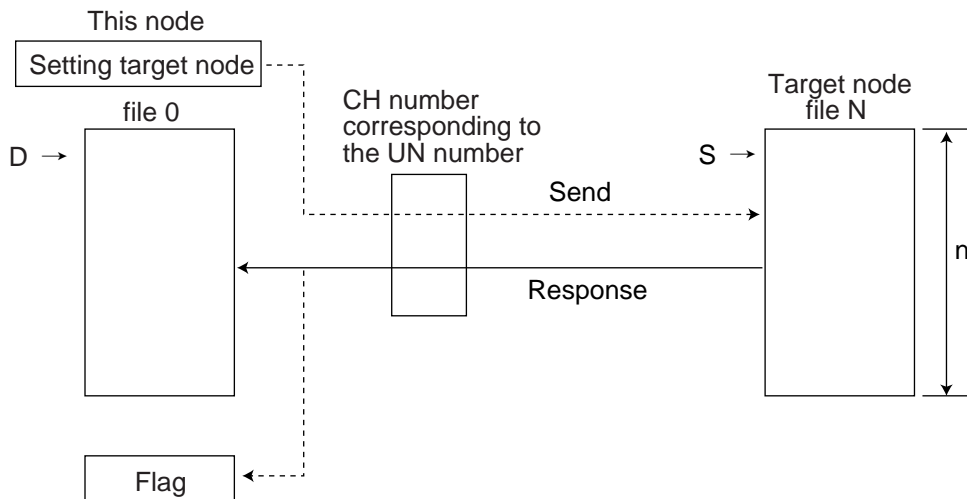 This node
Setting target node
file 0
D →
CH number
corresponding to
the UN number
Target node
file N
S →
Send
Response
n
Flag